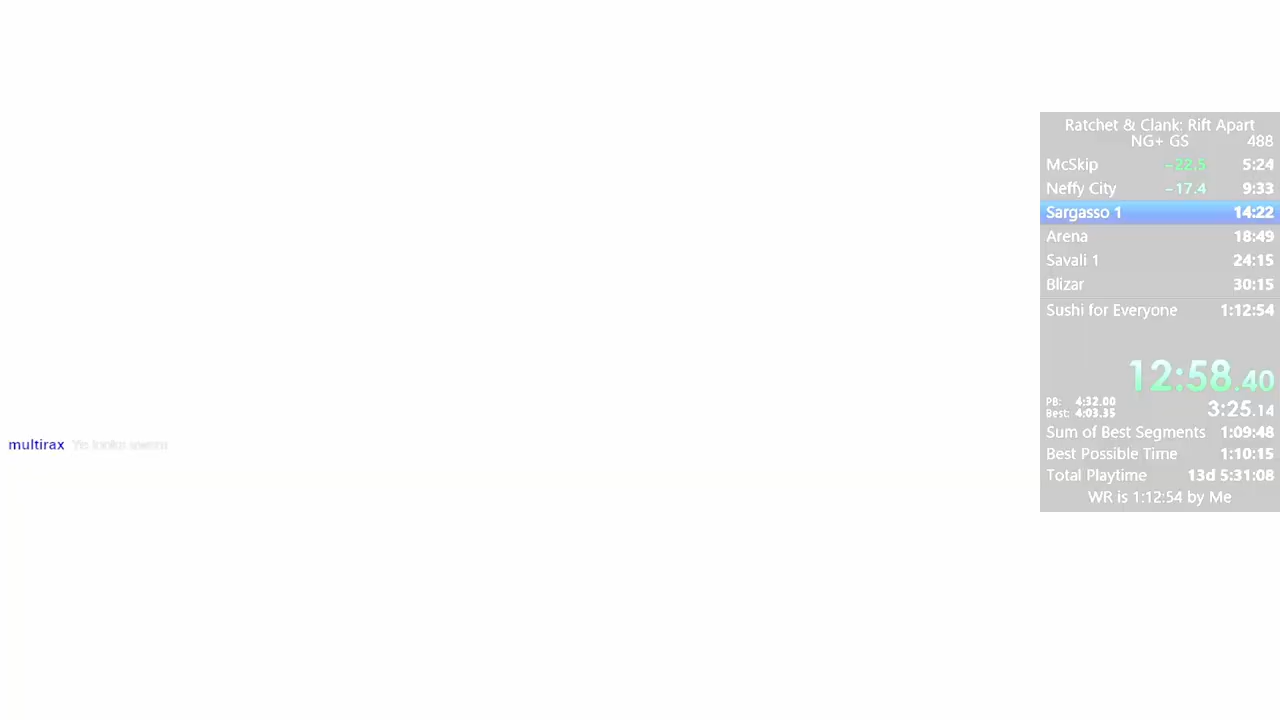 Ratchet & Clank: Rift Apart
NG+ GS 488
McSkip -22.5 5:24
Neffy City -17.4 9:33
Sargasso 1 14:22
Arena 18:49
Savali 1 24:15
Blizar 30:15
Sushi for Everyone 1:12:54
12:58.40
PB: 4:32.00
Best: 4:03.35
3:25.14
Sum of Best Segments 1:09:48
Best Possible Time 1:10:15
Total Playtime 13d 5:31:08
WR is 1:12:54 by Me
multirax Ye looks